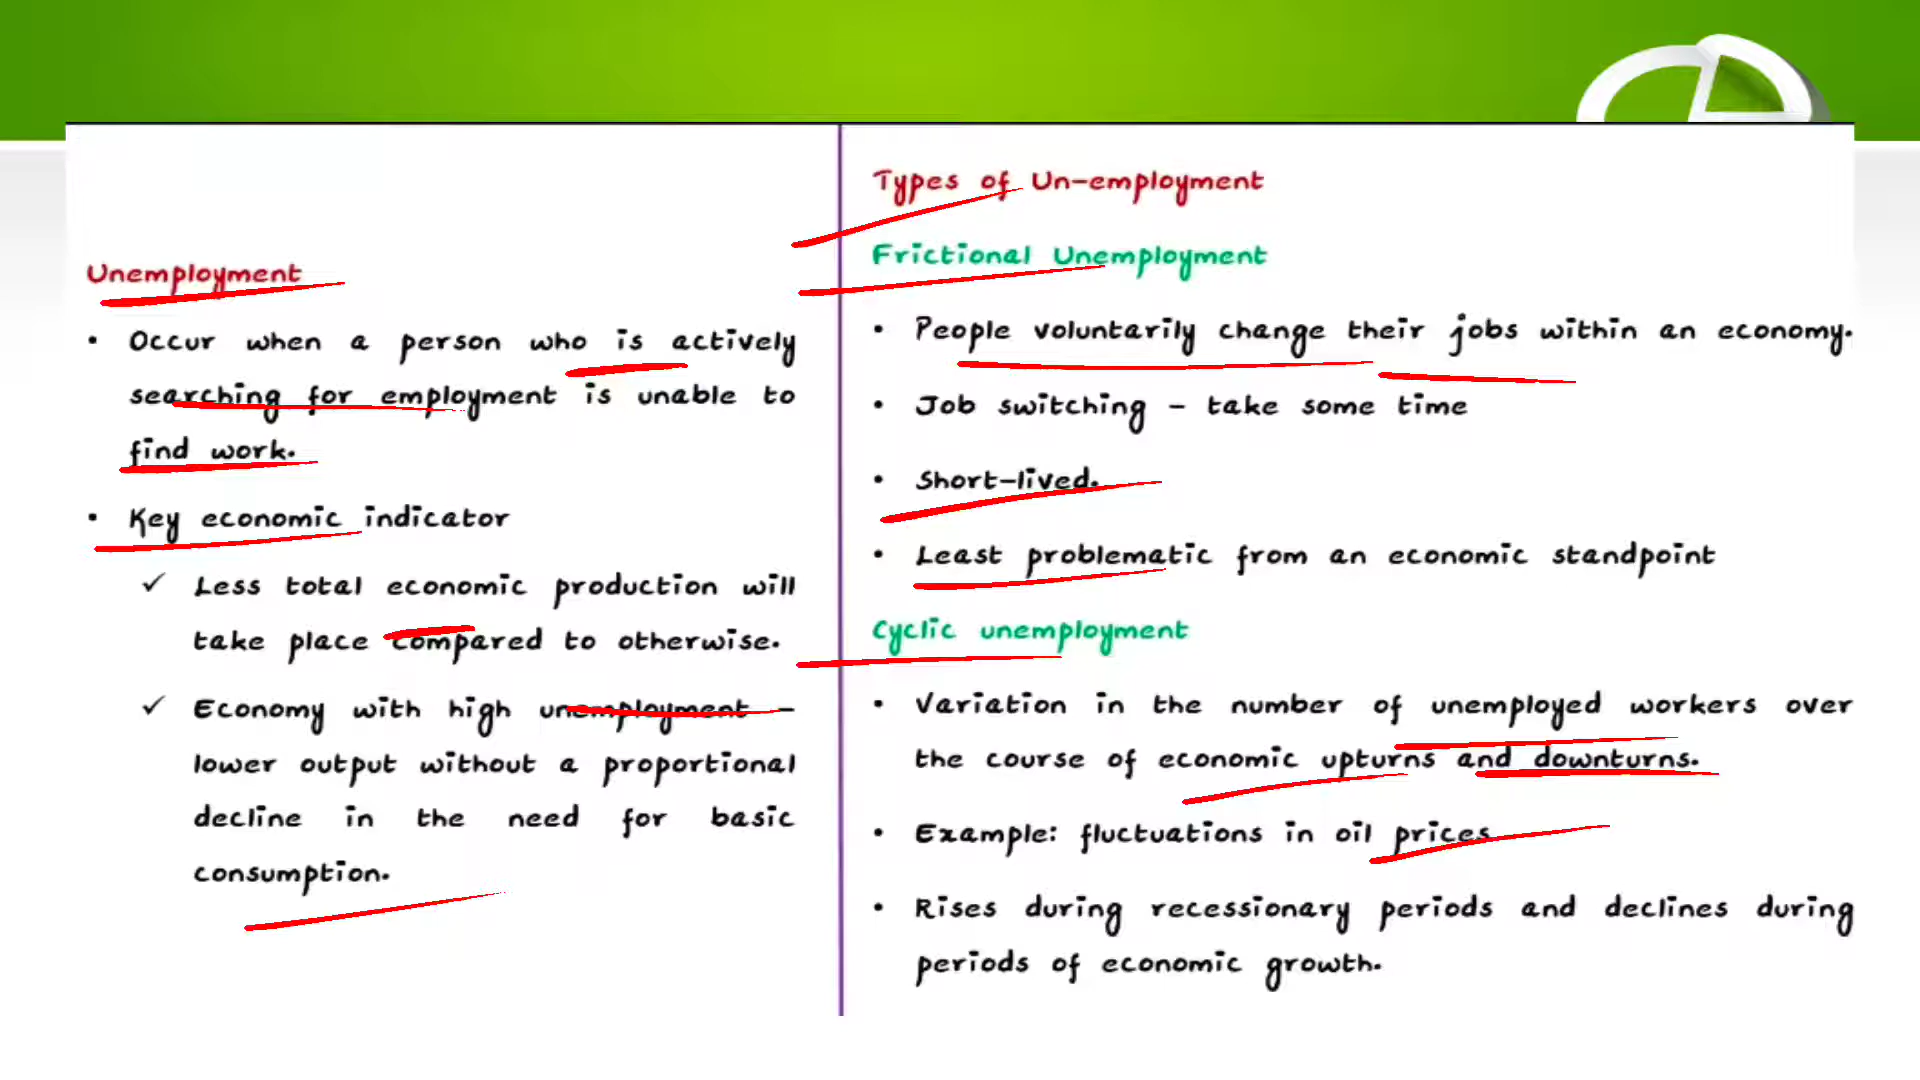 Unemployment
• Occur when a person who is actively
searching for employment is unable to
find work.
• Key economic indicator
✓ Less total economic production will
take place compared to otherwise.
✓ Economy with high unemployment –
lower output without a proportional
decline in the need for basic
consumption.
Types of Un-employment
Frictional Unemployment
• People voluntarily change their jobs within an economy.
• Job switching – take some time
• Short-lived.
• Least problematic from an economic standpoint
Cyclic unemployment
• Variation in the number of unemployed workers over
the course of economic upturns and downturns.
• Example: fluctuations in oil prices
• Rises during recessionary periods and declines during
periods of economic growth.